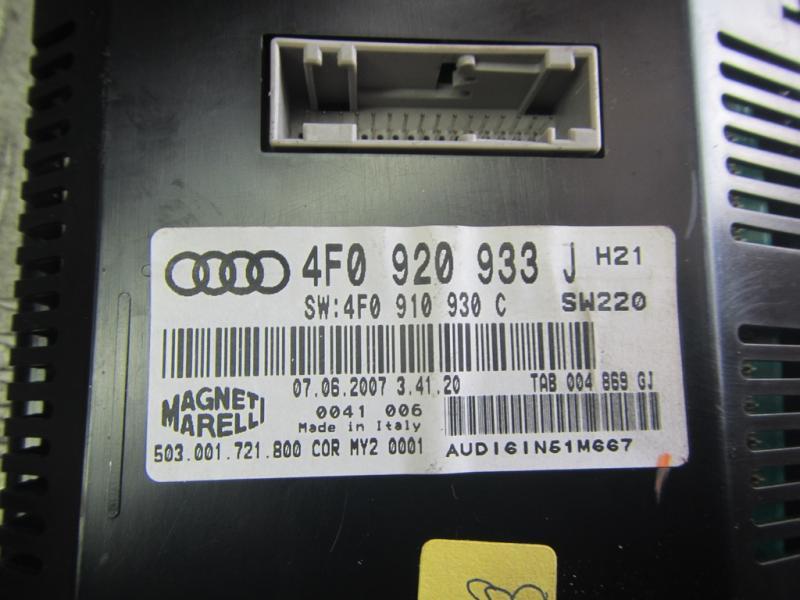 4F0 920 933 J H21
SW:4F0 910 930 C SW220
07.06.2007 3.41.20 TAB 004 869 GJ
MAGNETI MARELLI
0041 006
Made in Italy
503.001.721.800 COR MY2 0001
AUDI6IN51M667